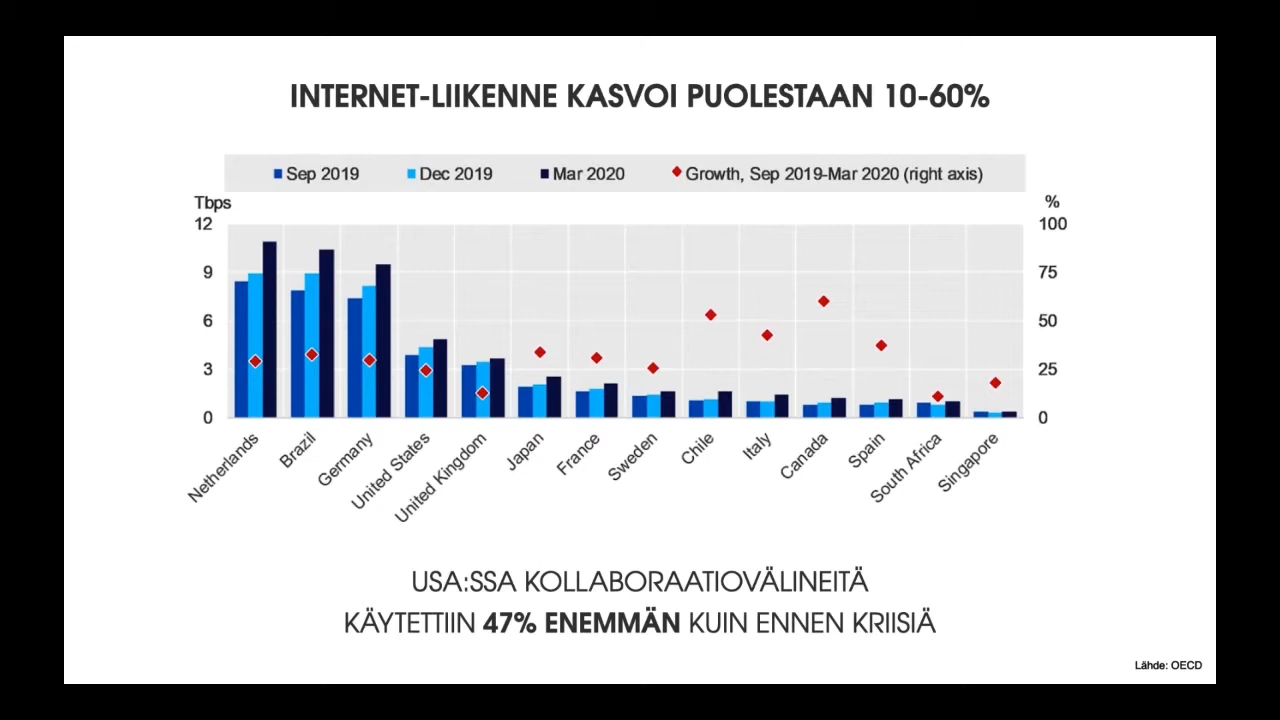 INTERNET-LIIKENNE KASVOI PUOLESTAAN 10-60%
Sep 2019 Dec 2019 Mar 2020 Growth, Sep 2019-Mar 2020 (right axis)
Tbps %
12 100
9 75
6 50
3 25
0 0
Netherlands Brazil Germany United States United Kingdom Japan France Sweden Chile Italy Canada Spain South Africa Singapore
USA:SSA KOLLABORAATIOVÄLINEITÄ
KÄYTETTIIN 47% ENEMMÄN KUIN ENNEN KRIISIÄ
Lähde: OECD